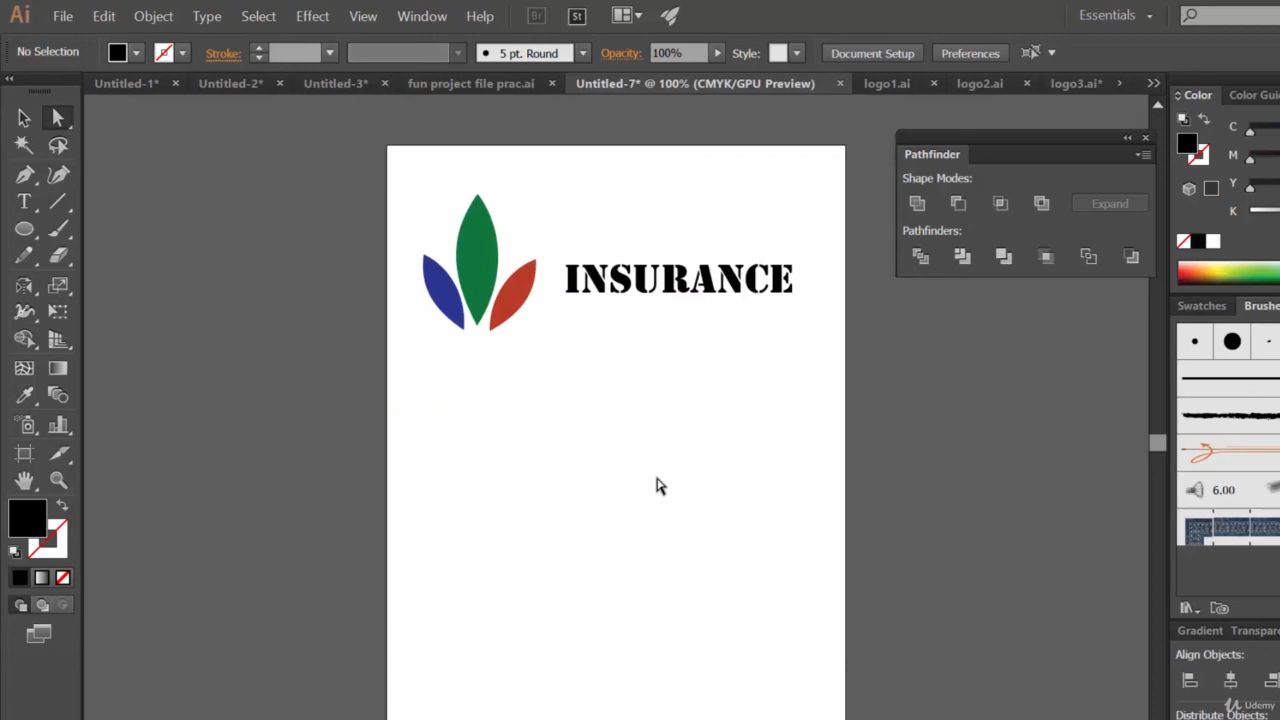 Ai File Edit Object Type Select Effect View Window Help Br St Essentials
No Selection Stroke: 5 pt. Round Opacity: 100% Style: Document Setup Preferences
Untitled-1* × Untitled-2* × Untitled-3* × fun project file prac.ai × Untitled-7* @ 100% (CMYK/GPU Preview) × logo1.ai × logo2.ai × logo3.ai*
Color Color Gui
C
M
Y
K
Pathfinder
Shape Modes:
Expand
Pathfinders:
INSURANCE
Swatches Brushe
6.00
Gradient Transpar
Align Objects:
Distribute Objects:
Udemy